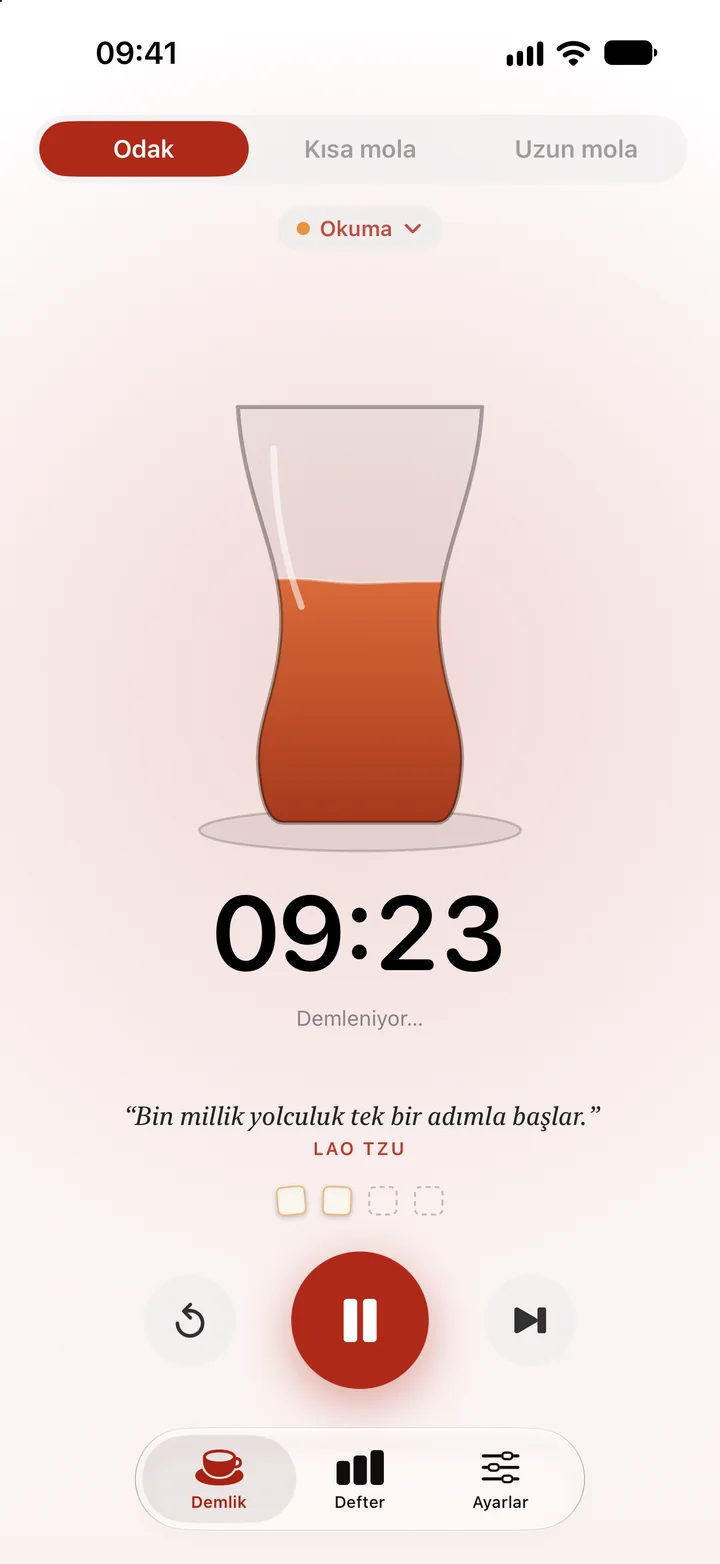 09:41
Odak
Kısa mola
Uzun mola
Okuma
09:23
Demleniyor...
“Bin millik yolculuk tek bir adımla başlar.”
LAO TZU
Demlik
Defter
Ayarlar